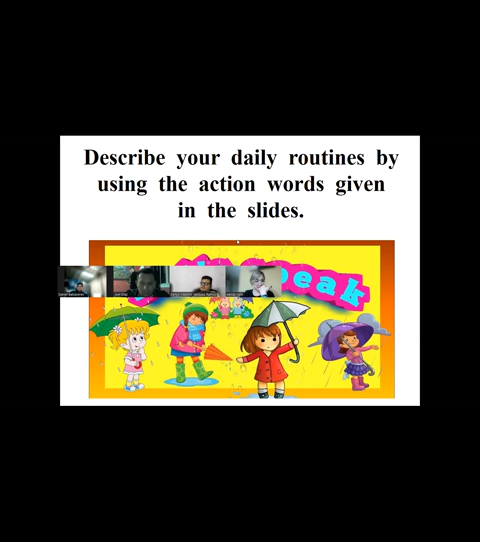 Describe your daily routines by
using the action words given
in the slides.